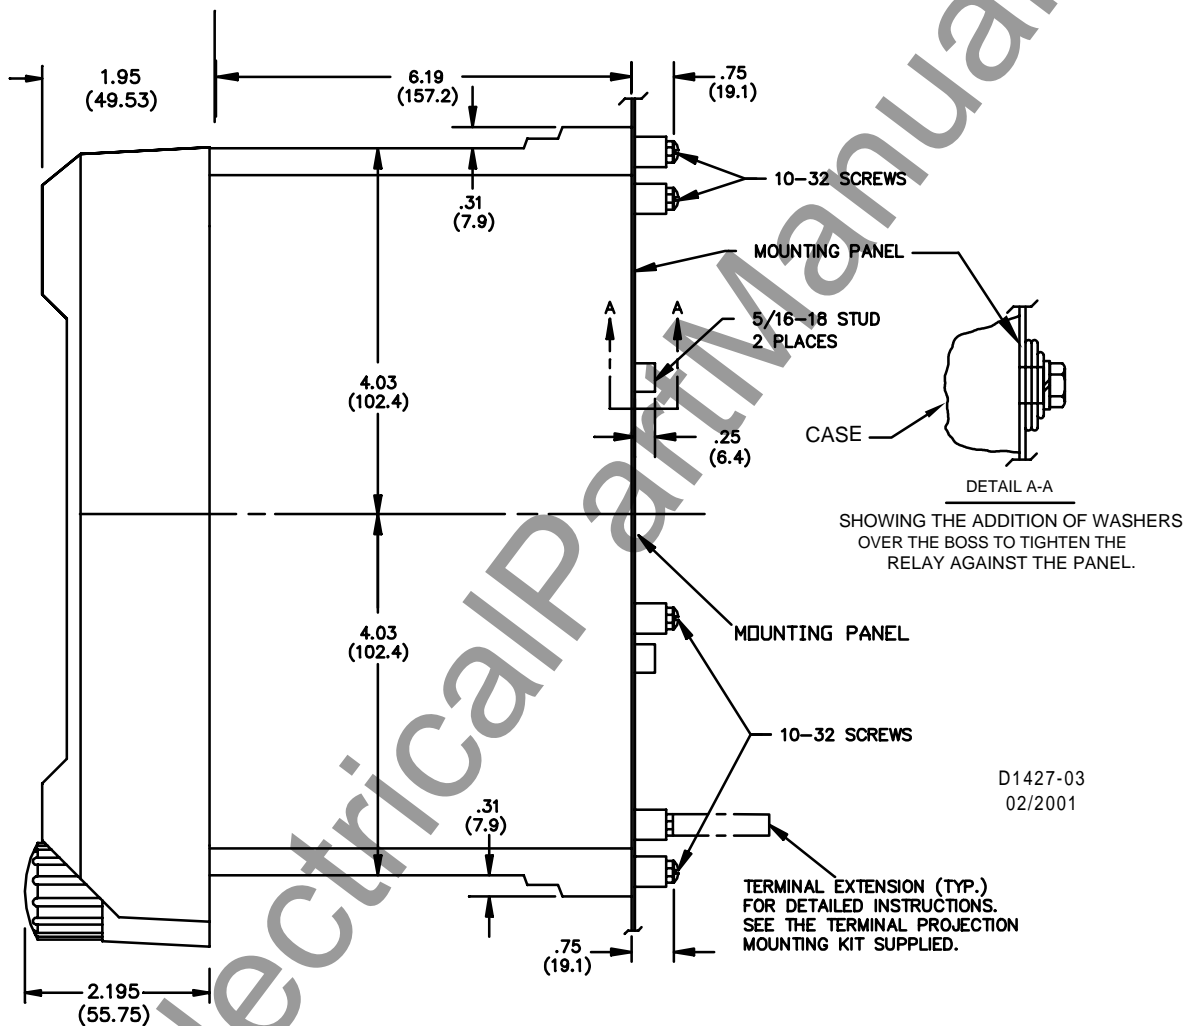 1.95
(49.53)
6.19
(157.2)
.75
(19.1)
.31
(7.9)
10-32 SCREWS
MOUNTING PANEL
A A
5/16-18 STUD
2 PLACES
4.03
(102.4)
.25
(6.4)
CASE
DETAIL A-A
SHOWING THE ADDITION OF WASHERS
OVER THE BOSS TO TIGHTEN THE
RELAY AGAINST THE PANEL.
4.03
(102.4)
MOUNTING PANEL
10-32 SCREWS
D1427-03
02/2001
.31
(7.9)
TERMINAL EXTENSION (TYP.)
FOR DETAILED INSTRUCTIONS.
SEE THE TERMINAL PROJECTION
MOUNTING KIT SUPPLIED.
.75
(19.1)
2.195
(55.75)
lectricalPartManua